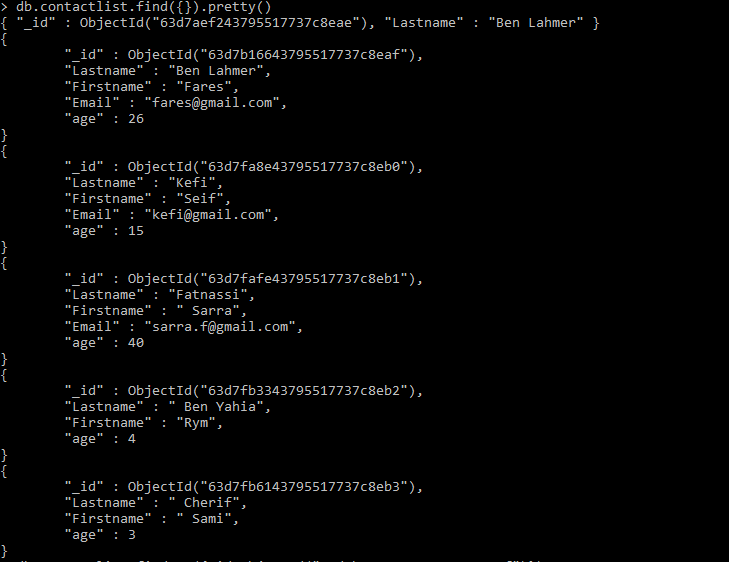 > db.contactlist.find({}).pretty()
{ "_id" : ObjectId("63d7aef243795517737c8eae"), "Lastname" : "Ben Lahmer" }
{
"_id" : ObjectId("63d7b16643795517737c8eaf"),
"Lastname" : "Ben Lahmer",
"Firstname" : "Fares",
"Email" : "fares@gmail.com",
"age" : 26
}
{
"_id" : ObjectId("63d7fa8e43795517737c8eb0"),
"Lastname" : "Kefi",
"Firstname" : "Seif",
"Email" : "kefi@gmail.com",
"age" : 15
}
{
"_id" : ObjectId("63d7fafe43795517737c8eb1"),
"Lastname" : "Fatnassi",
"Firstname" : " Sarra",
"Email" : "sarra.f@gmail.com",
"age" : 40
}
{
"_id" : ObjectId("63d7fb3343795517737c8eb2"),
"Lastname" : " Ben Yahia",
"Firstname" : "Rym",
"age" : 4
}
{
"_id" : ObjectId("63d7fb6143795517737c8eb3"),
"Lastname" : " Cherif",
"Firstname" : " Sami",
"age" : 3
}